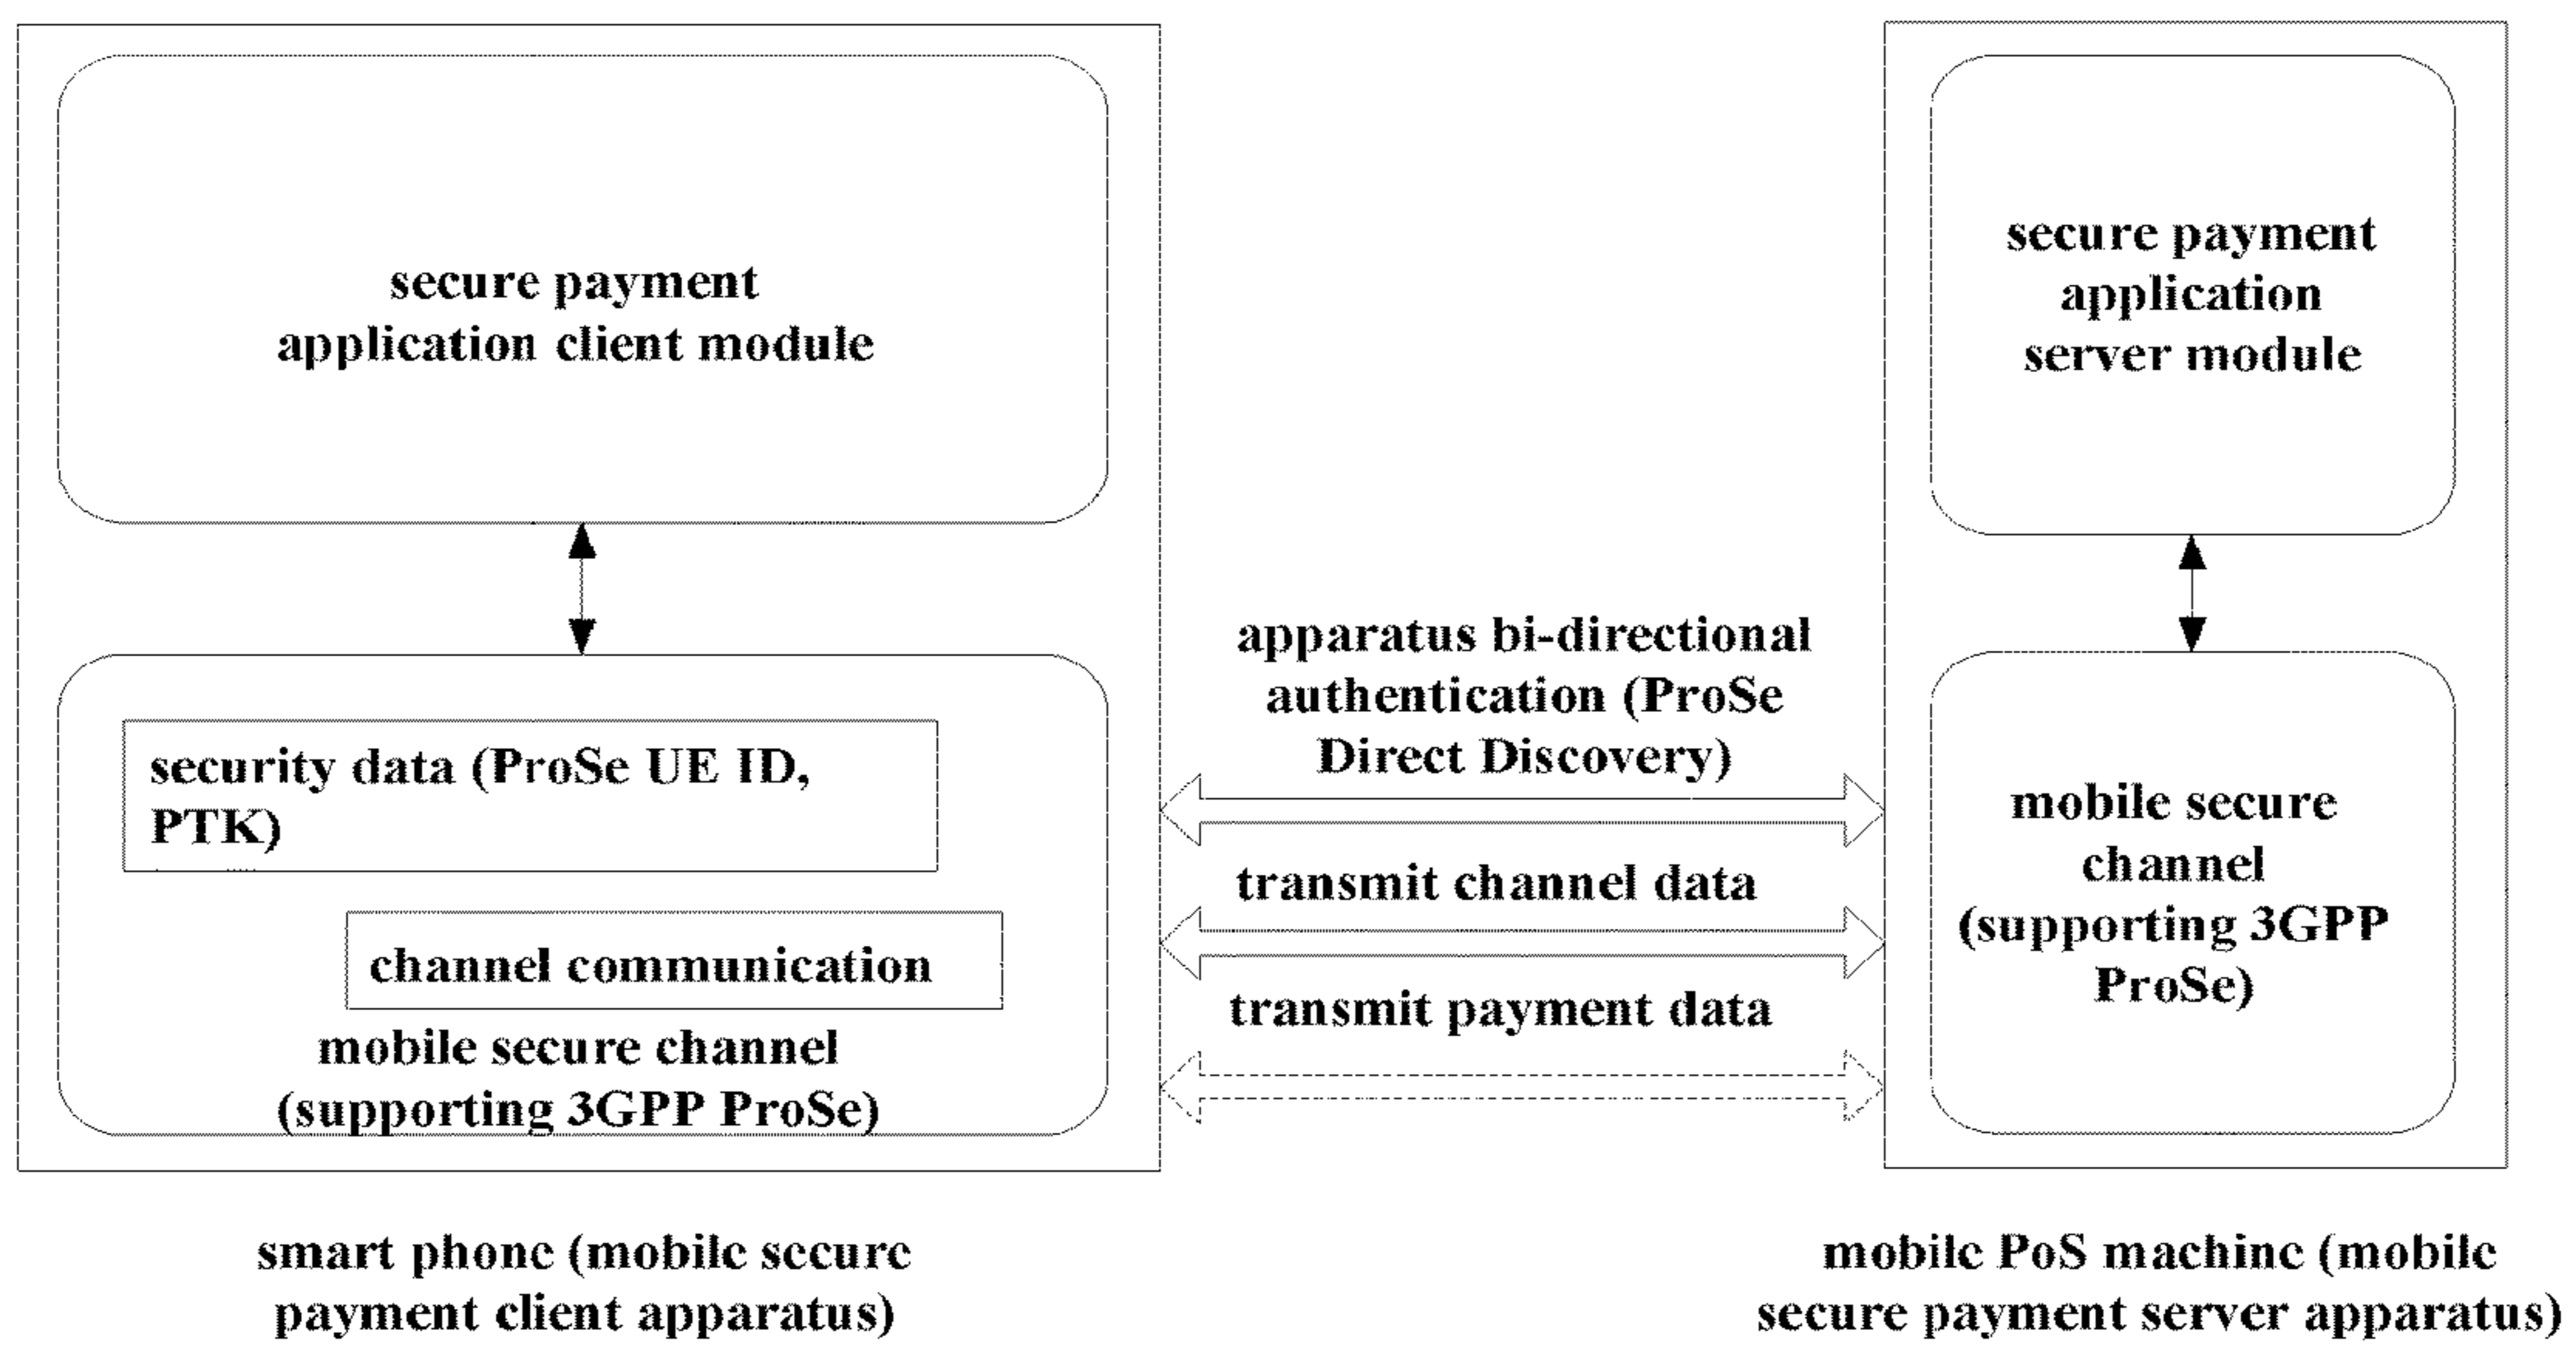 secure payment
application client module
security data (ProSe UE ID,
PTK)
channel communication
mobile secure channel
(supporting 3GPP ProSe)
apparatus bi-directional
authentication (ProSe
Direct Discovery)
transmit channel data
transmit payment data
secure payment
application
server module
mobile secure
channel
(supporting 3GPP
ProSe)
smart phone (mobile secure
payment client apparatus)
mobile PoS machine (mobile
secure payment server apparatus)